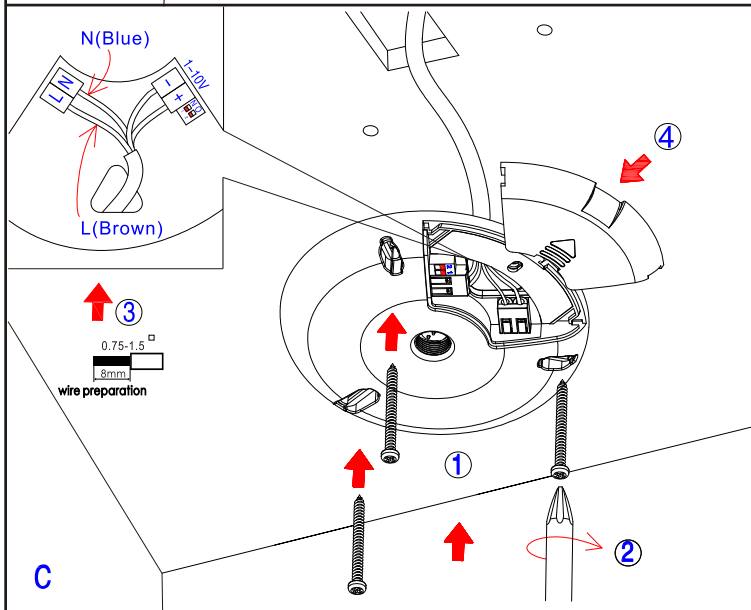 N(Blue)
1-10V
N
L
−
+
L(Brown)
④
③
0.75-1.5 □
8mm
wire preparation
①
②
C